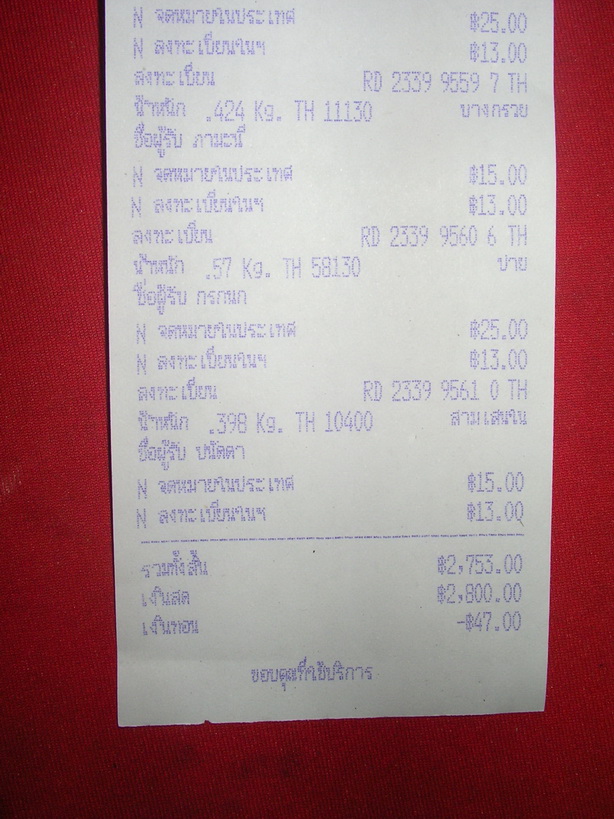 N จดหมายในประเทศ ฿25.00
N ลงทะเบียนในฯ ฿13.00
ลงทะเบียน RD 2339 9559 7 TH
น้ำหนัก .424 Kg. TH 11130 บางกรวย
ชื่อผู้รับ ภามะนี
N จดหมายในประเทศ ฿15.00
N ลงทะเบียนในฯ ฿13.00
ลงทะเบียน RD 2339 9560 6 TH
น้ำหนัก .57 Kg. TH 58130 ปาย
ชื่อผู้รับ กรกนก
N จดหมายในประเทศ ฿25.00
N ลงทะเบียนในฯ ฿13.00
ลงทะเบียน RD 2339 9561 0 TH
น้ำหนัก .398 Kg. TH 10400 สามเสนใน
ชื่อผู้รับ ปนัดดา
N จดหมายในประเทศ ฿15.00
N ลงทะเบียนในฯ ฿13.00
รวมทั้งสิ้น ฿2,753.00
เงินสด ฿2,800.00
เงินทอน -฿47.00
ขอบคุณที่ใช้บริการ